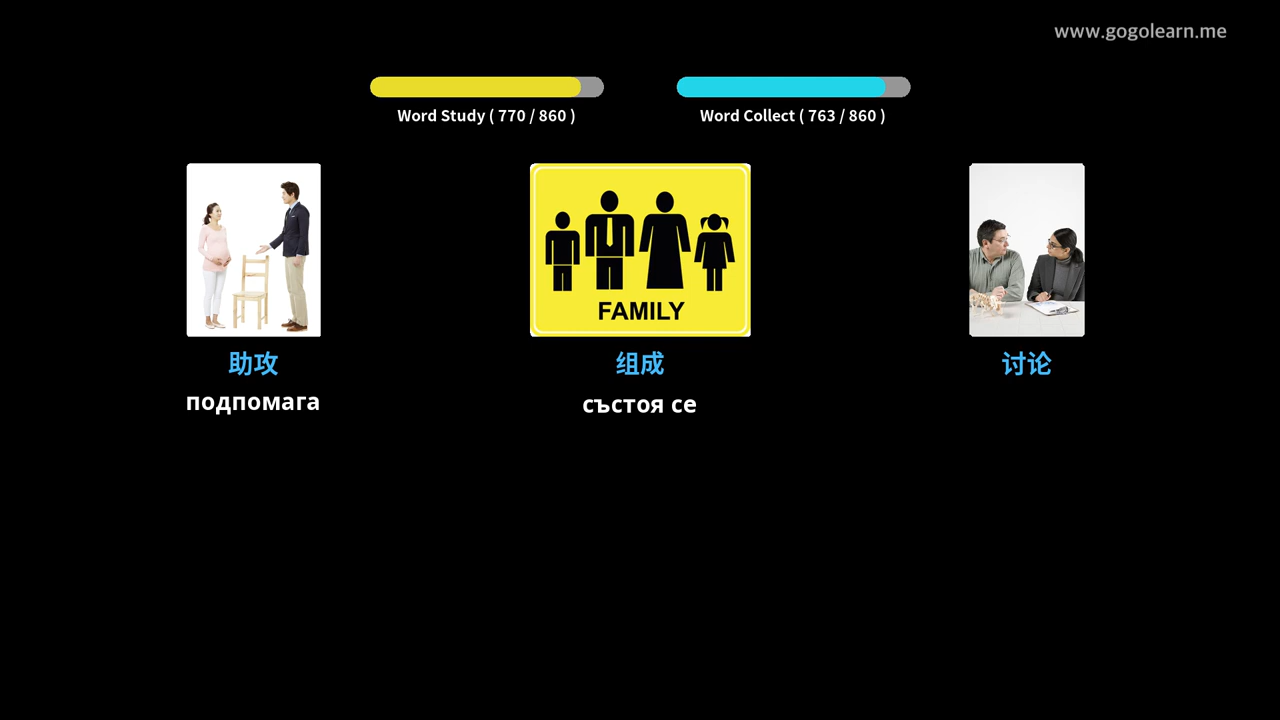 www.gogolearn.me
Word Study ( 770 / 860 )
Word Collect ( 763 / 860 )
FAMILY
助攻
组成
讨论
подпомага
състоя се